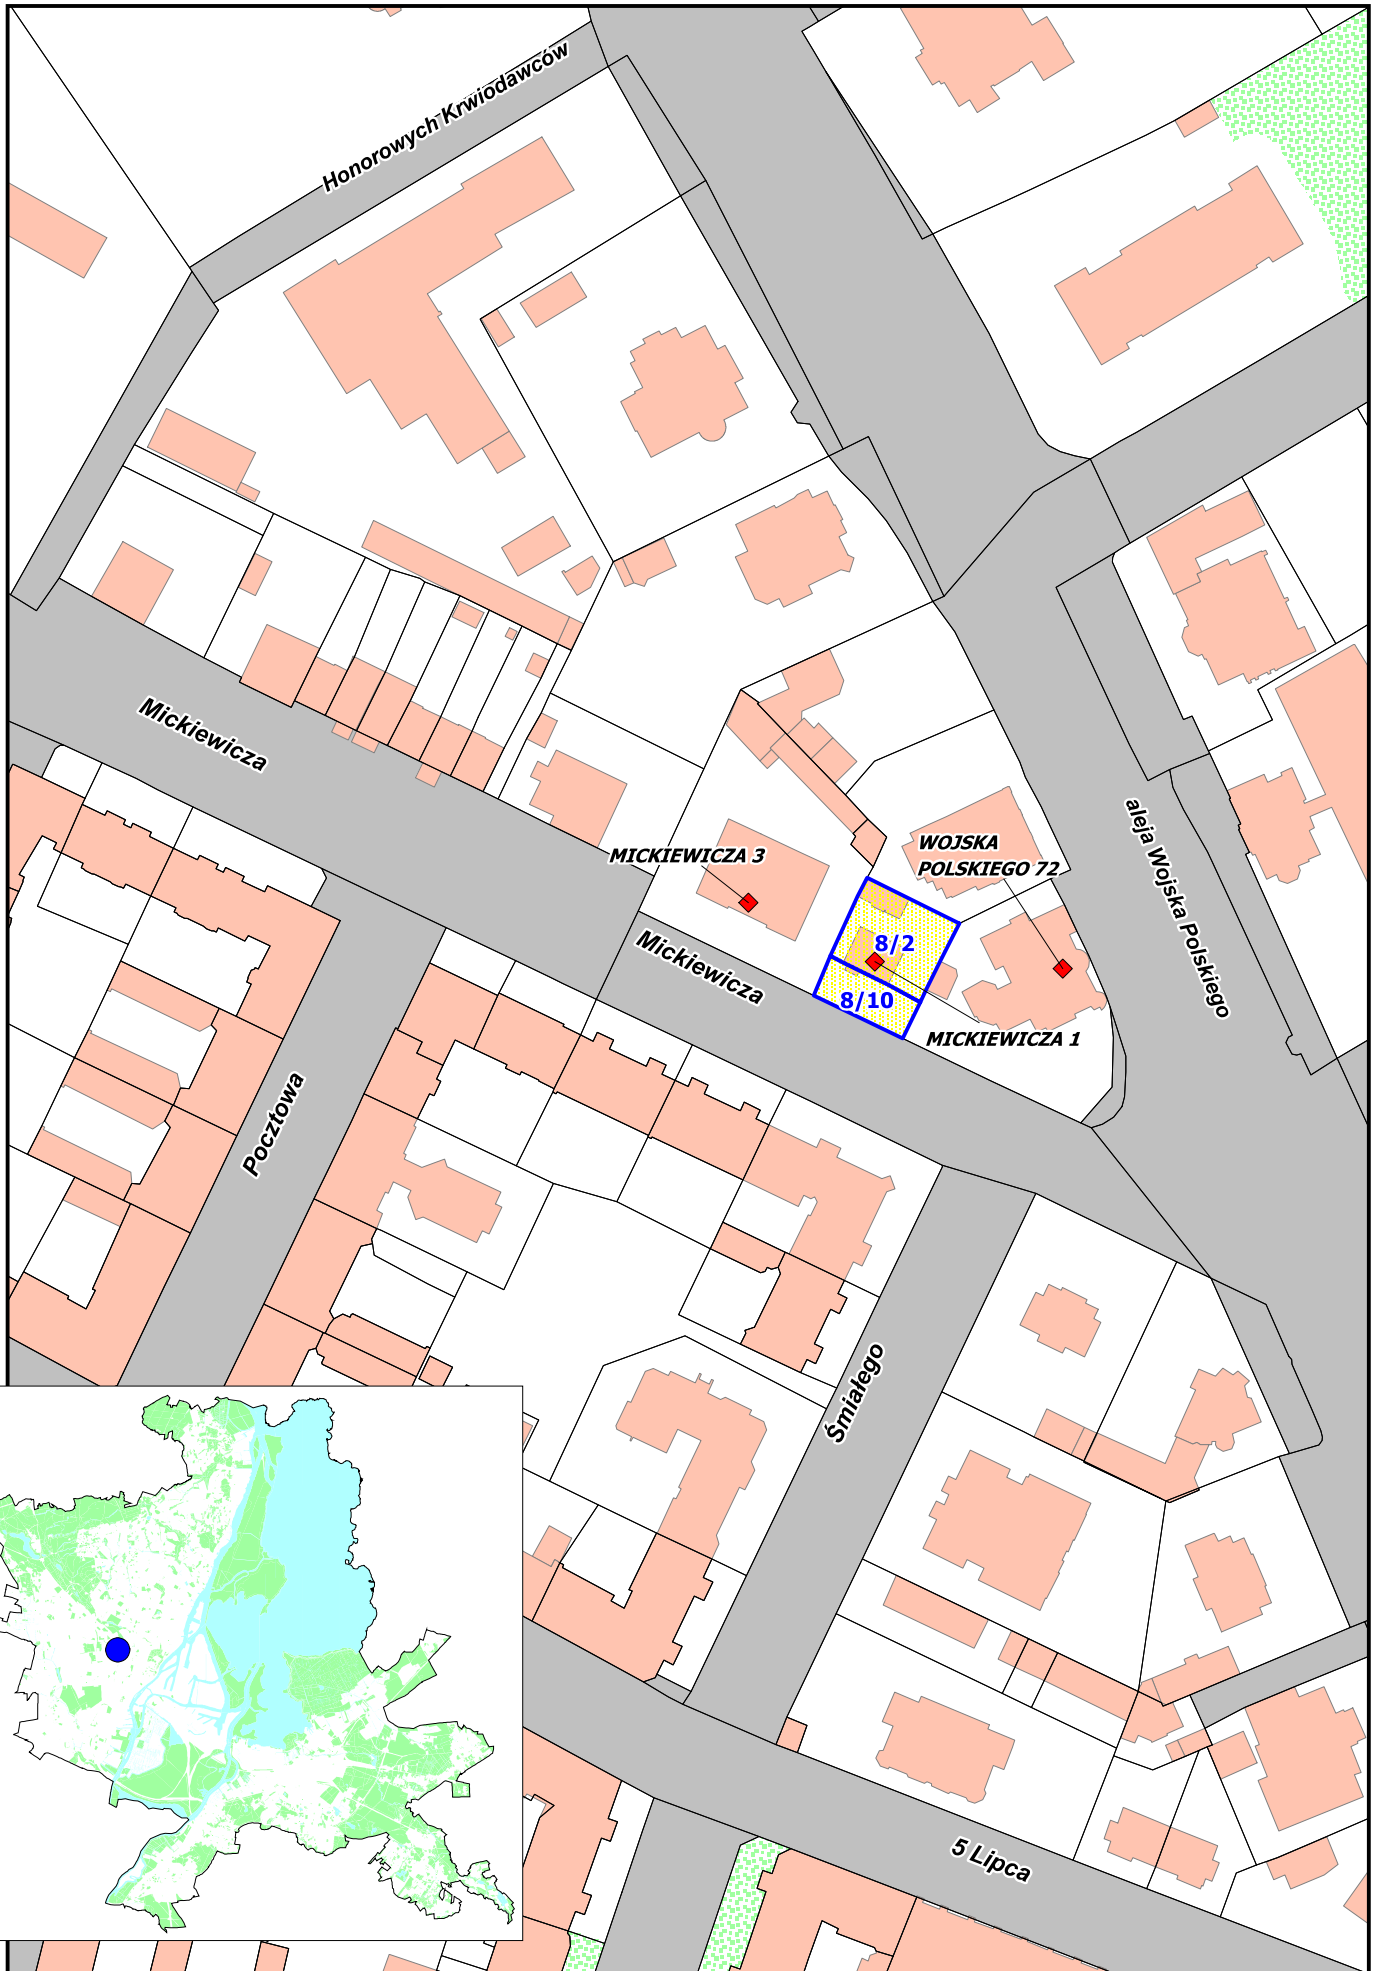 Honorowych Krwiodawców
Mickiewicza
aleja Wojska Polskiego
MICKIEWICZA 3
WOJSKA
POLSKIEGO 72
8/2
Mickiewicza
8/10
MICKIEWICZA 1
Pocztowa
Śmiałego
5 Lipca